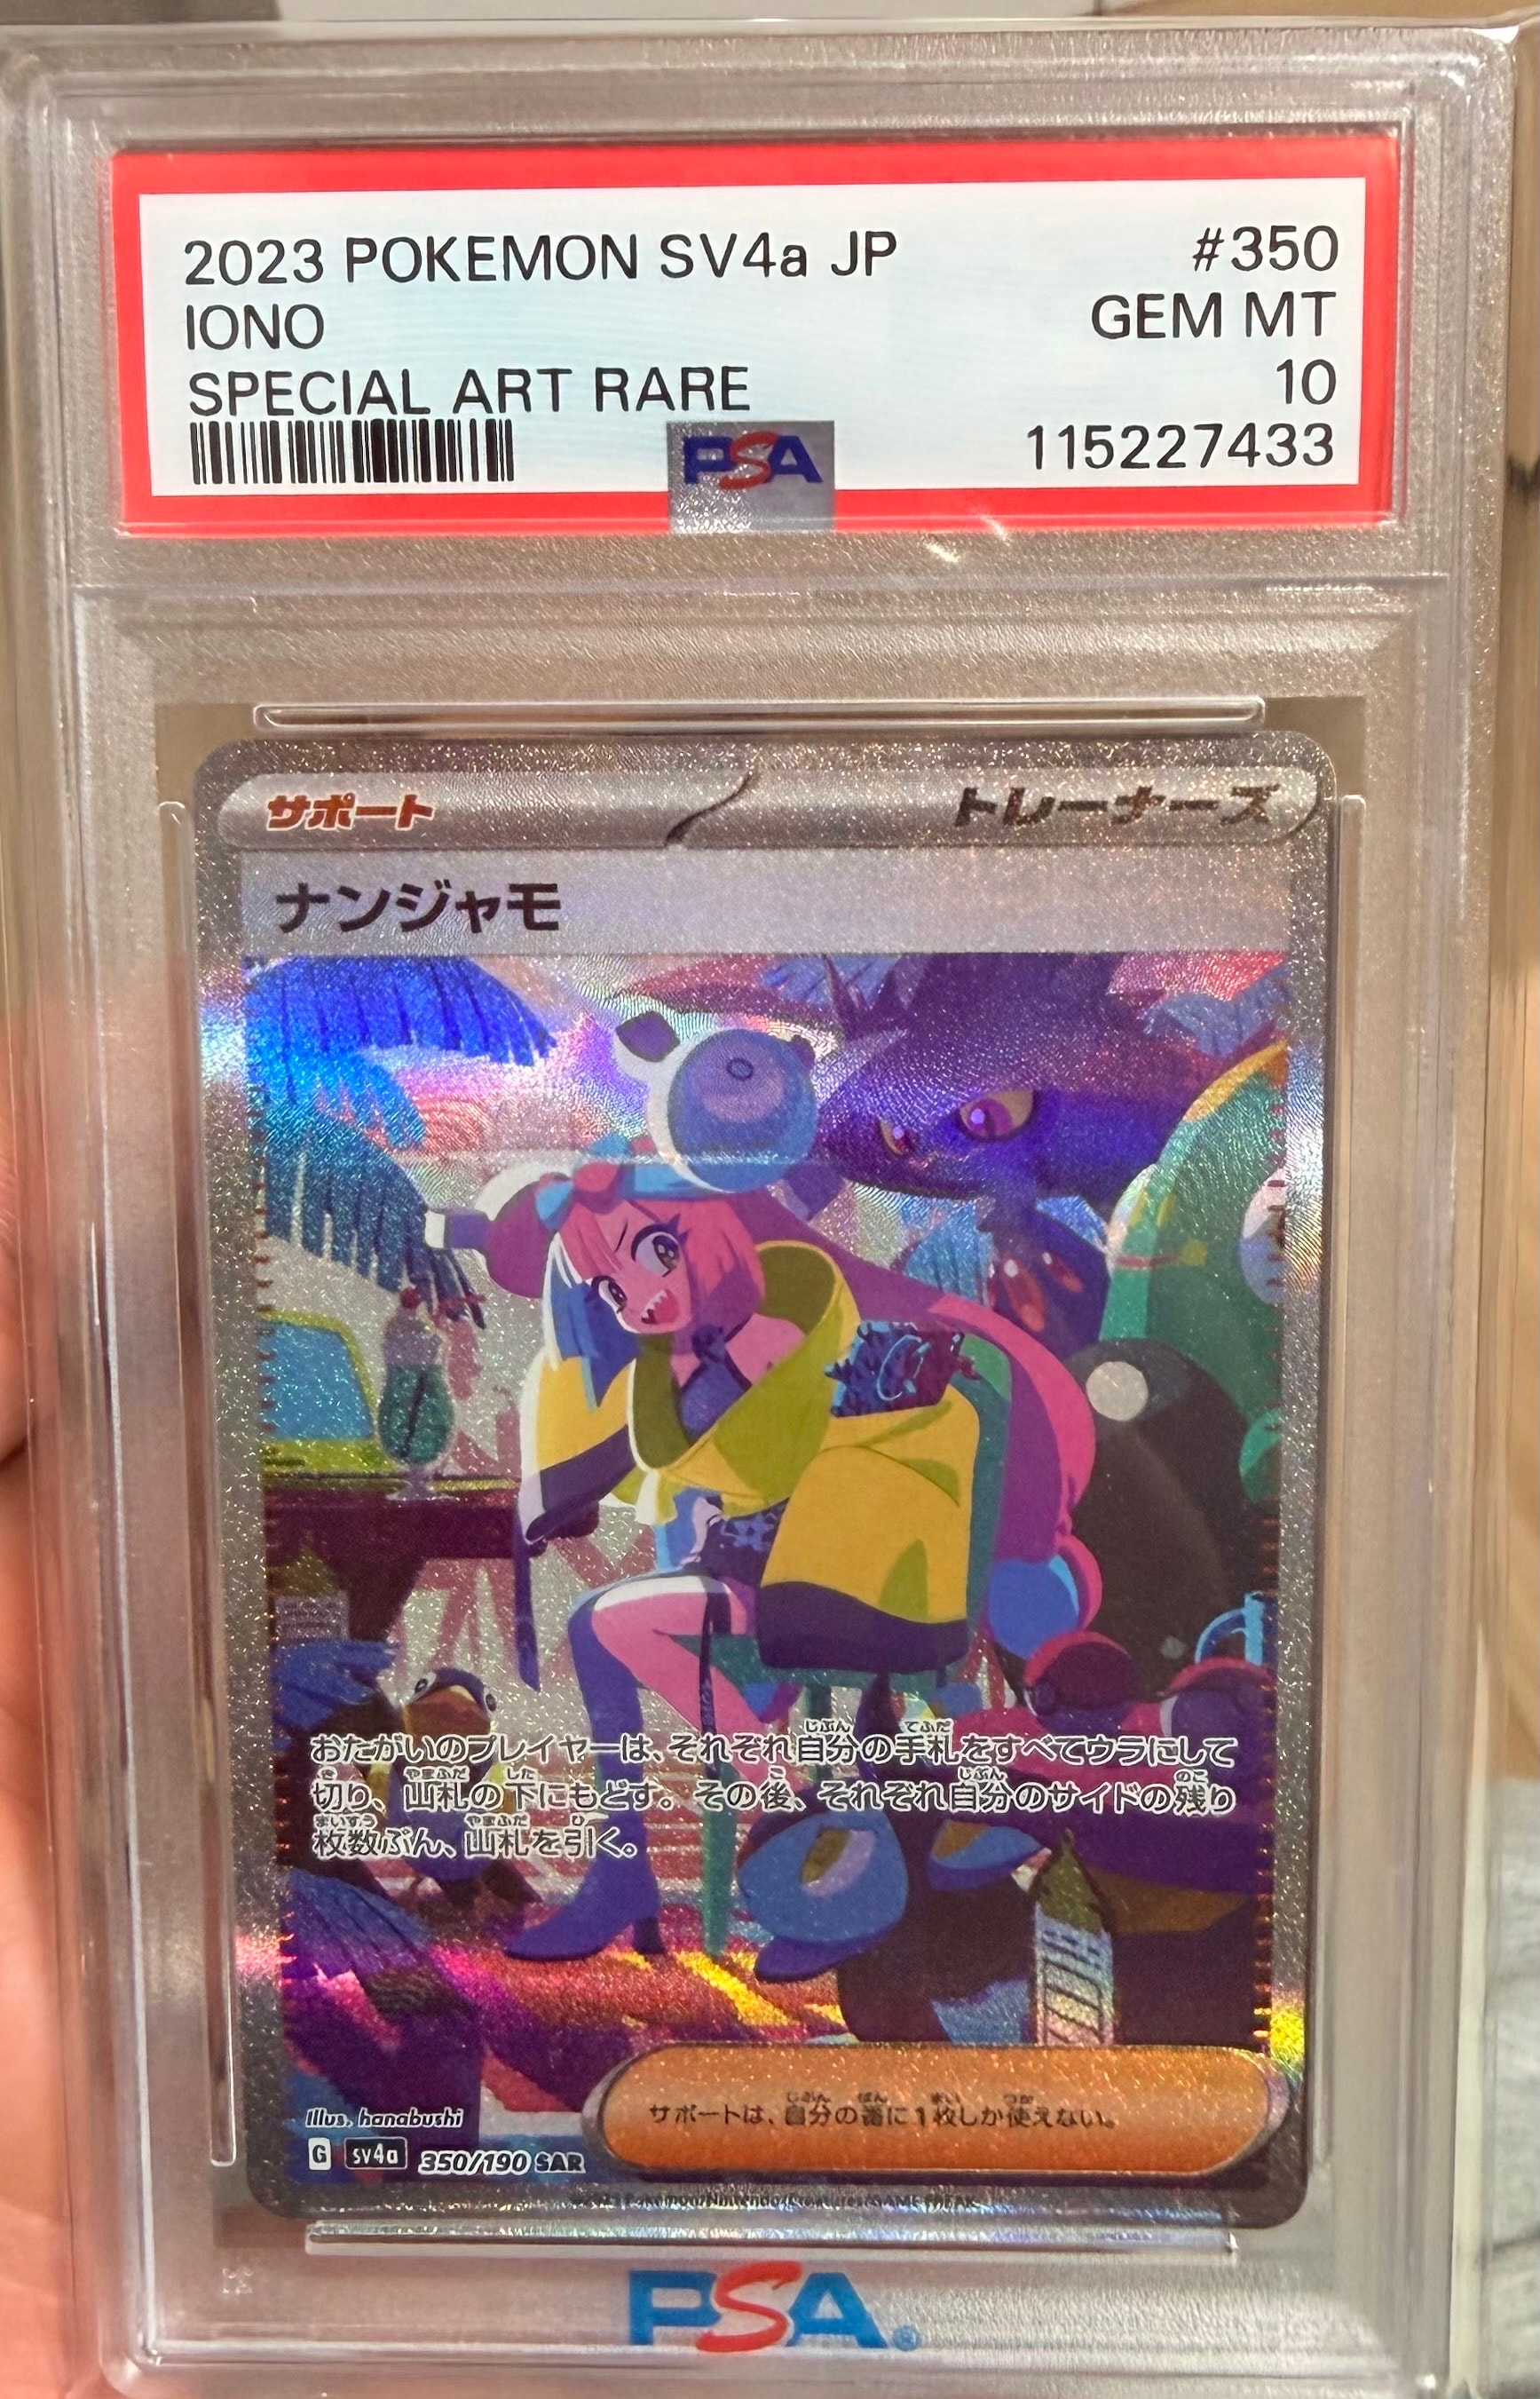 2023 POKEMON SV4a JP #350
IONO GEM MT
SPECIAL ART RARE 10
PSA 115227433
サポート トレーナーズ
ナンジャモ
おたがいのプレイヤーは、それぞれ自分の手札をすべてウラにして
切り、山札の下にもどす。その後、それぞれ自分のサイドの残り
枚数ぶん、山札を引く。
サポートは、自分の番に1枚しか使えない。
Illus. hanabushi
G sv4a 350/190 SAR
Pokémon/Nintendo/Creatures/GAME FREAK
PSA®